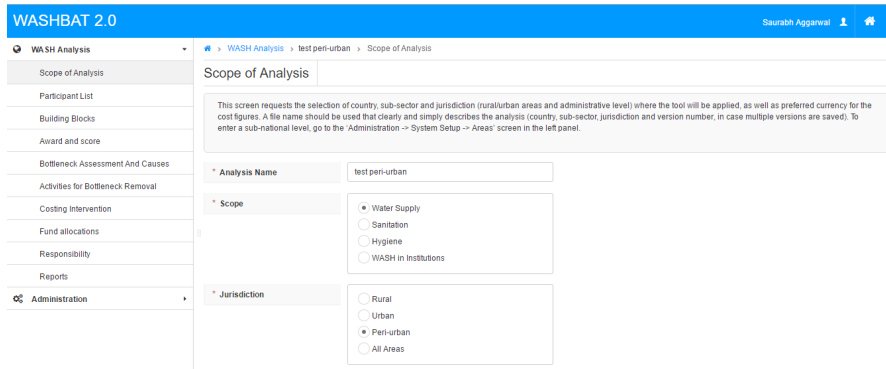 WASHBAT 2.0
Saurabh Aggarwal
WASH Analysis
Scope of Analysis
Participant List
Building Blocks
Award and score
Bottleneck Assessment And Causes
Activities for Bottleneck Removal
Costing Intervention
Fund allocations
Responsibility
Reports
Administration
WASH Analysis › test peri-urban › Scope of Analysis
Scope of Analysis
This screen requests the selection of country, sub-sector and jurisdiction (rural/urban areas and administrative level) where the tool will be applied, as well as preferred currency for the
cost figures. A file name should be used that clearly and simply describes the analysis (country, sub-sector, jurisdiction and version number, in case multiple versions are saved). To
enter a sub-national level, go to the 'Administration -> System Setup -> Areas' screen in the left panel.
* Analysis Name
test peri-urban
* Scope
Water Supply
Sanitation
Hygiene
WASH in Institutions
* Jurisdiction
Rural
Urban
Peri-urban
All Areas